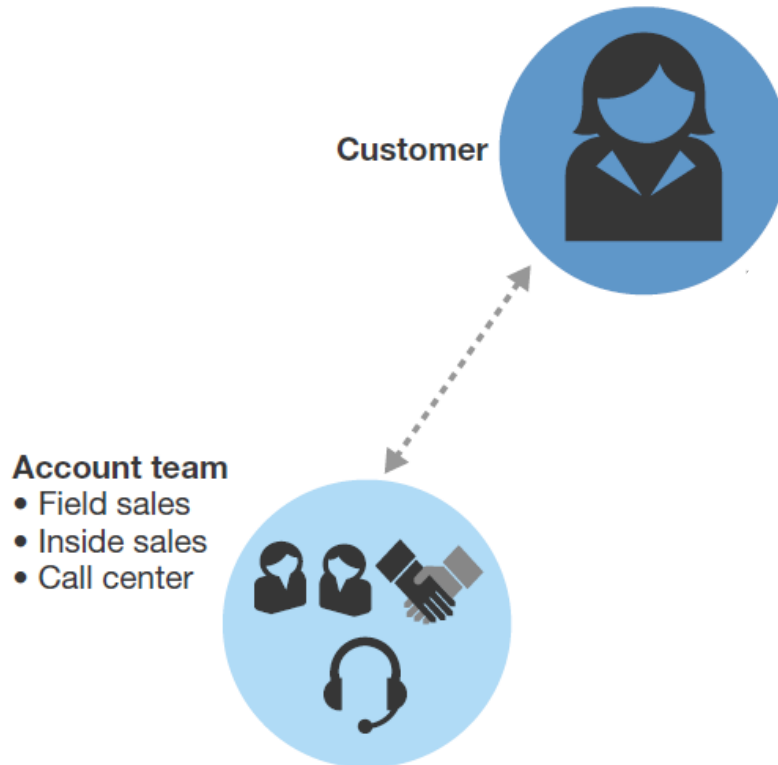 Customer
Account team
• Field sales
• Inside sales
• Call center